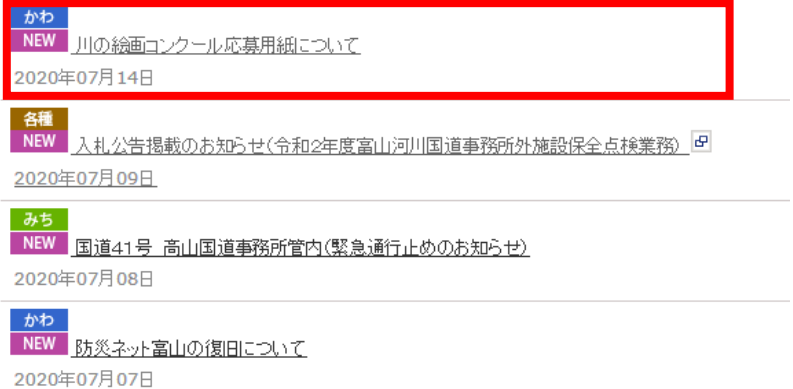 かわ
NEW 川の絵画コンクール応募用紙について
2020年07月14日
各種
NEW 入札公告掲載のお知らせ(令和2年度富山河川国道事務所外施設保全点検業務)
2020年07月09日
みち
NEW 国道41号 高山国道事務所管内(緊急通行止めのお知らせ)
2020年07月08日
かわ
NEW 防災ネット富山の復旧について
2020年07月07日